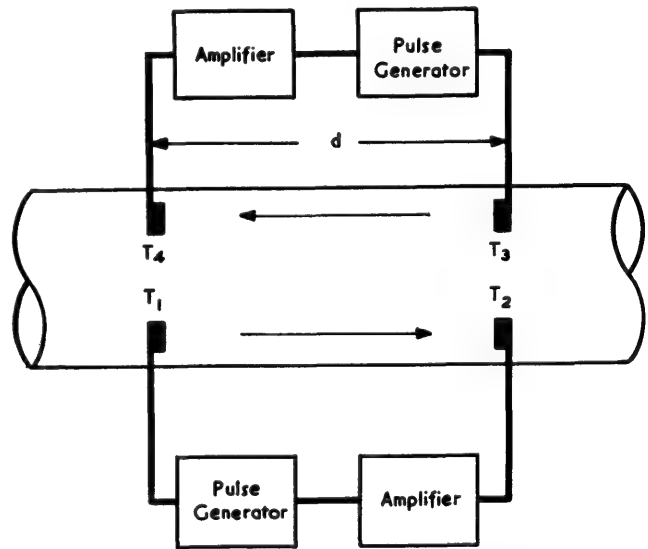 Amplifier
Pulse
Generator
d
T4
T3
T1
T2
Pulse
Generator
Amplifier